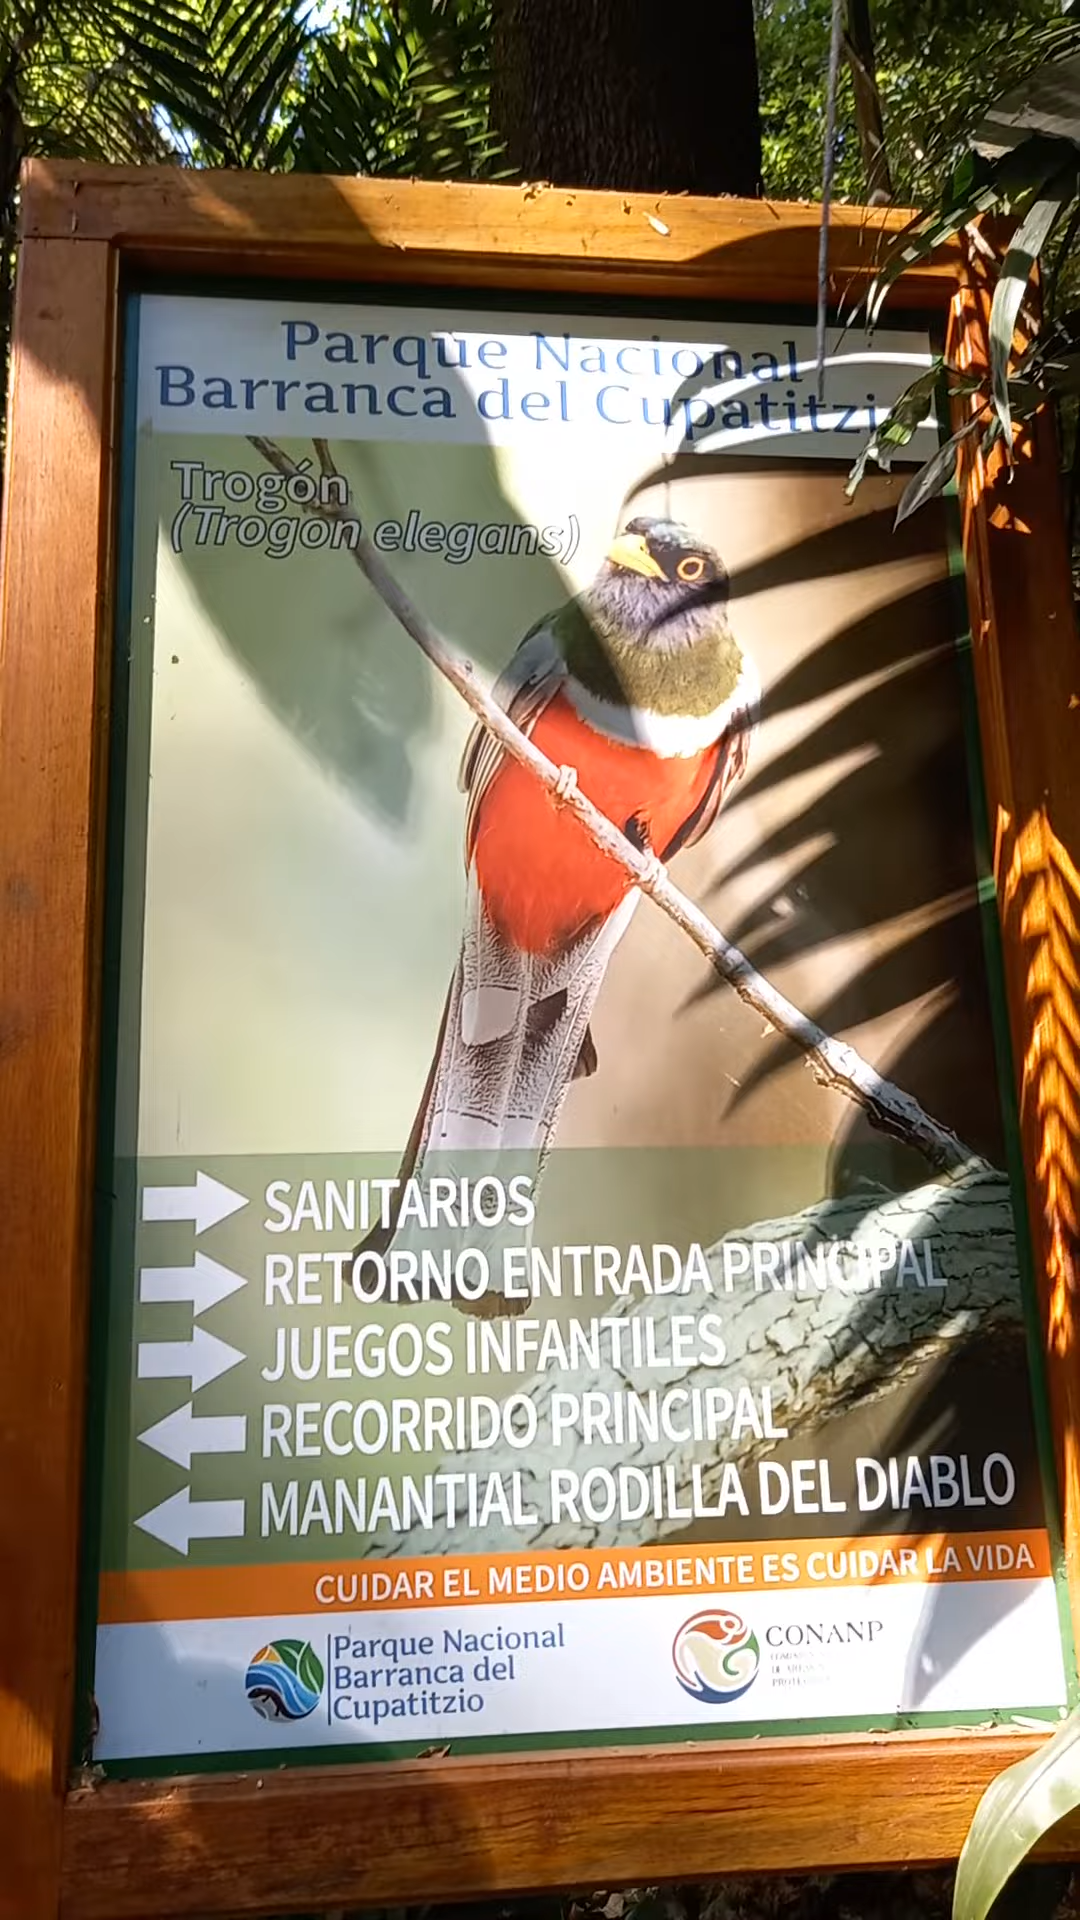 Parque Nacional
Barranca del Cupatitzi
Trogón
(Trogon elegans)
SANITARIOS
RETORNO ENTRADA PRINCIPAL
JUEGOS INFANTILES
RECORRIDO PRINCIPAL
MANANTIAL RODILLA DEL DIABLO
CUIDAR EL MEDIO AMBIENTE ES CUIDAR LA VIDA
Parque Nacional
Barranca del
Cupatitzio
CONANP